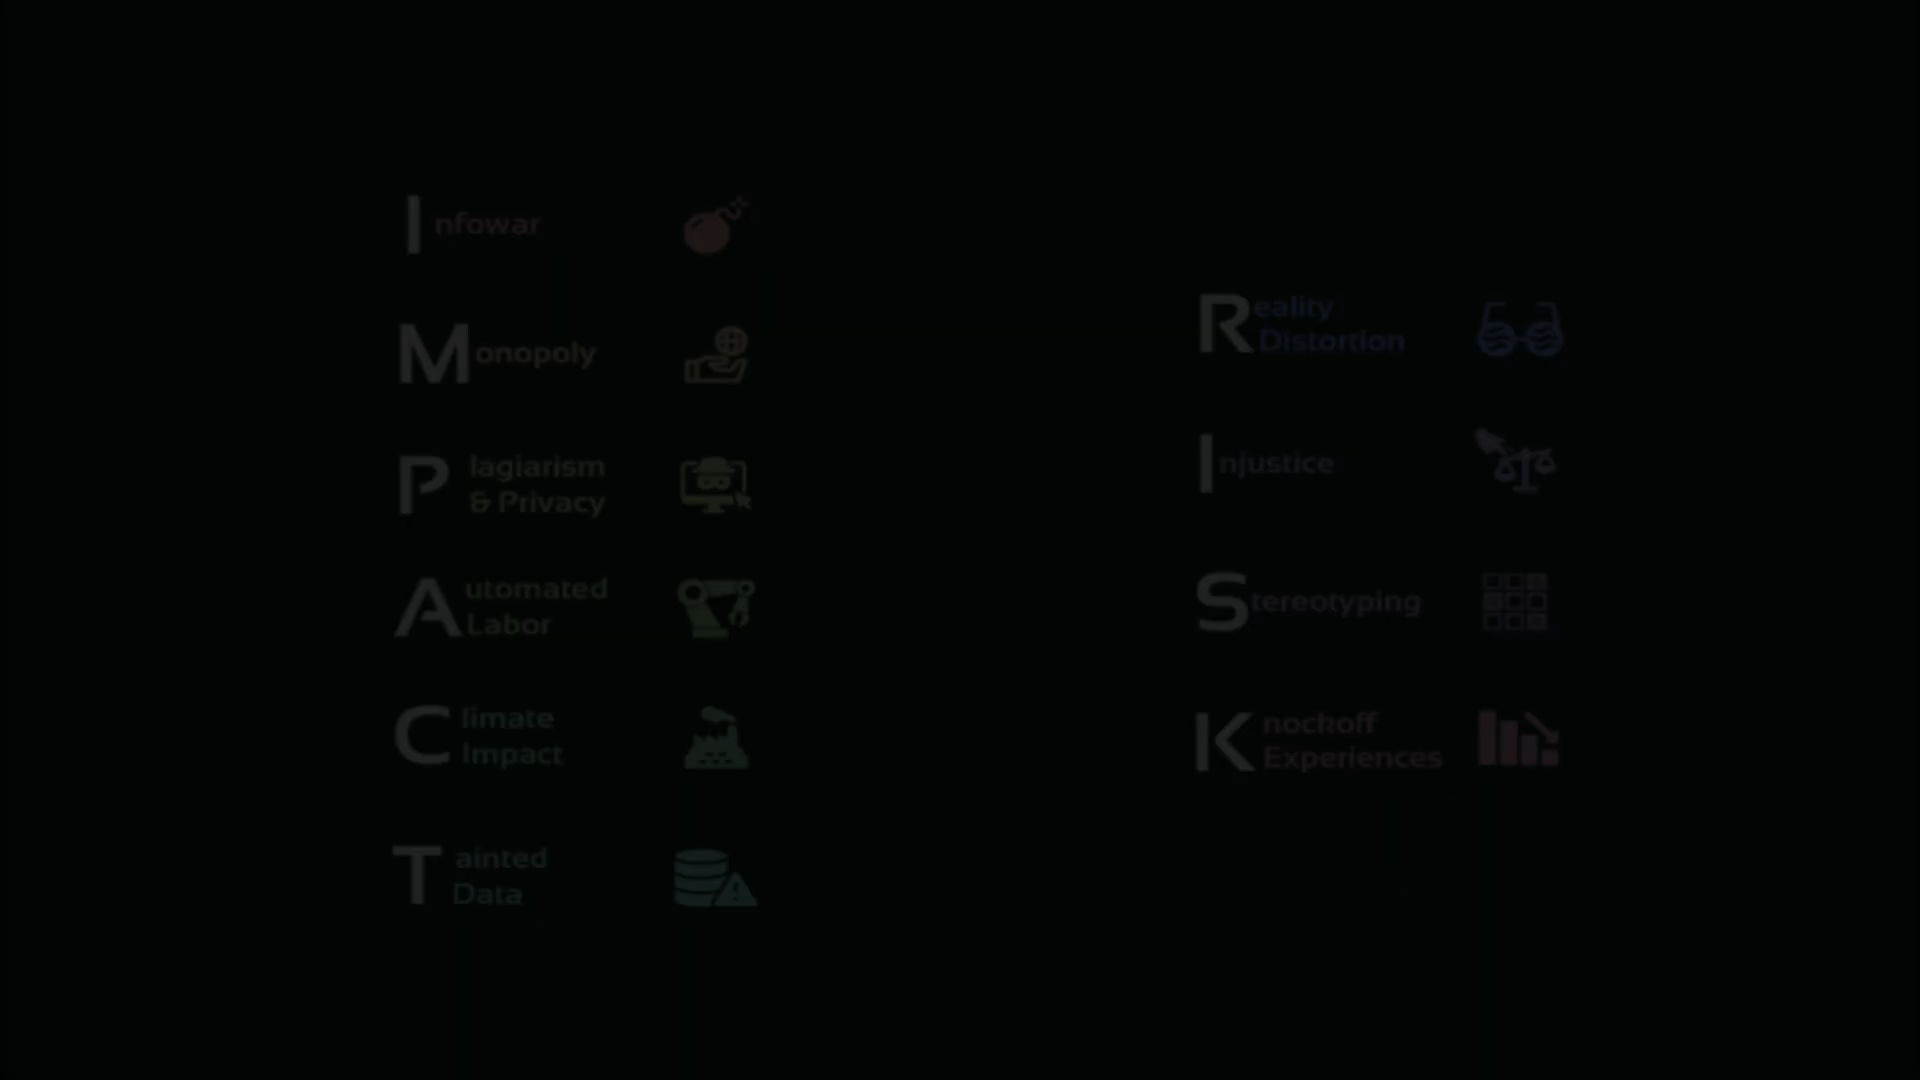 Infowar
Monopoly
Plagiarism
& Privacy
Automated
Labor
Climate
Impact
Tainted
Data
Reality
Distortion
Injustice
Stereotyping
Knockoff
Experiences